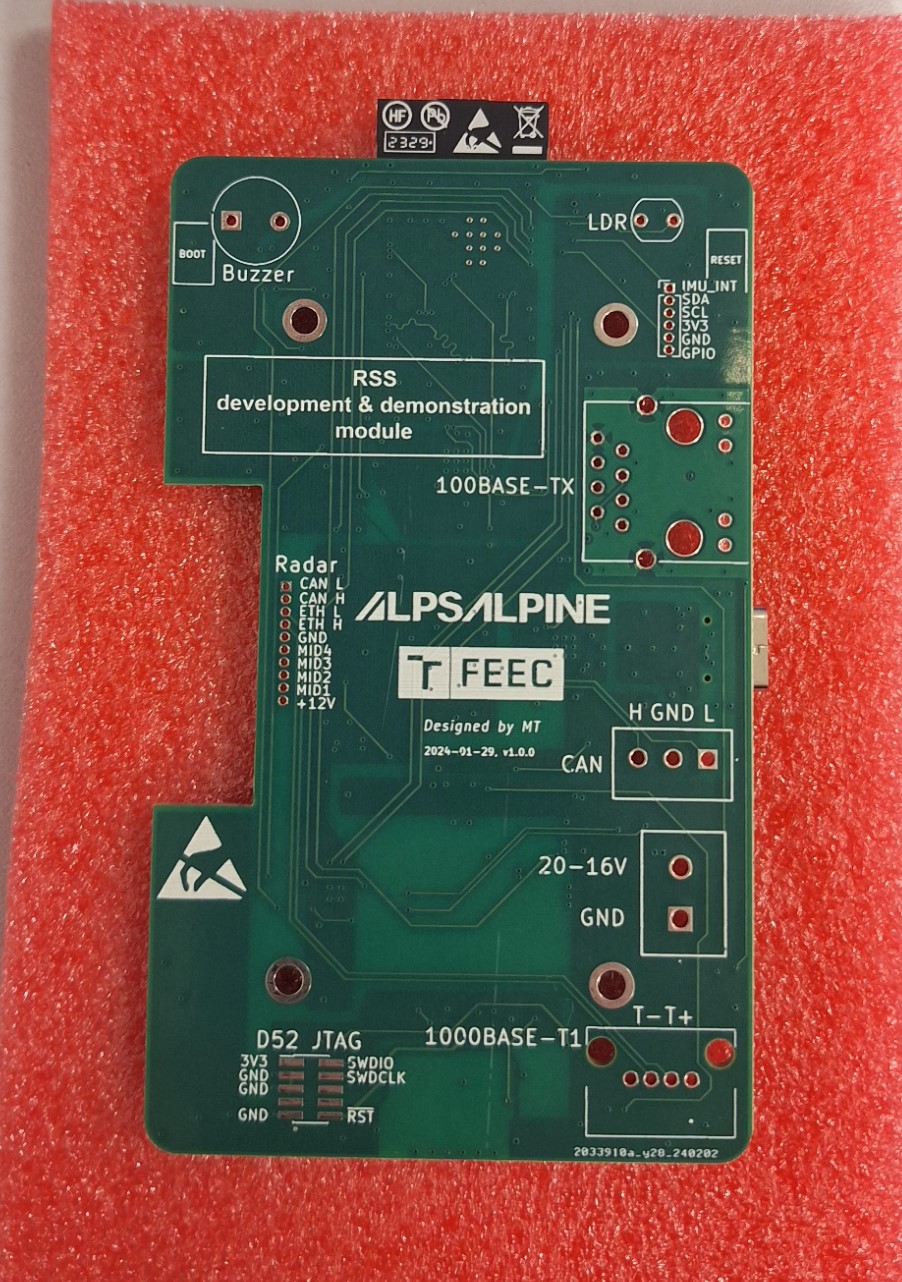 HF Pb
2329
BOOT
Buzzer
LDR
RESET
IMU_INT
SDA
SCL
3V3
GND
GPIO
RSS
development & demonstration
module
100BASE-TX
Radar
CAN L
CAN H
ETH L
ETH H
GND
MID4
MID3
MID2
MID1
+12V
ALPSALPINE
T FEEC
Designed by MT
2024-01-29, v1.0.0
H GND L
CAN
20-16V
GND
T-T+
1000BASE-T1
D52 JTAG
3V3 SWDIO
GND SWDCLK
GND
GND RST
2033910a_y28_240202